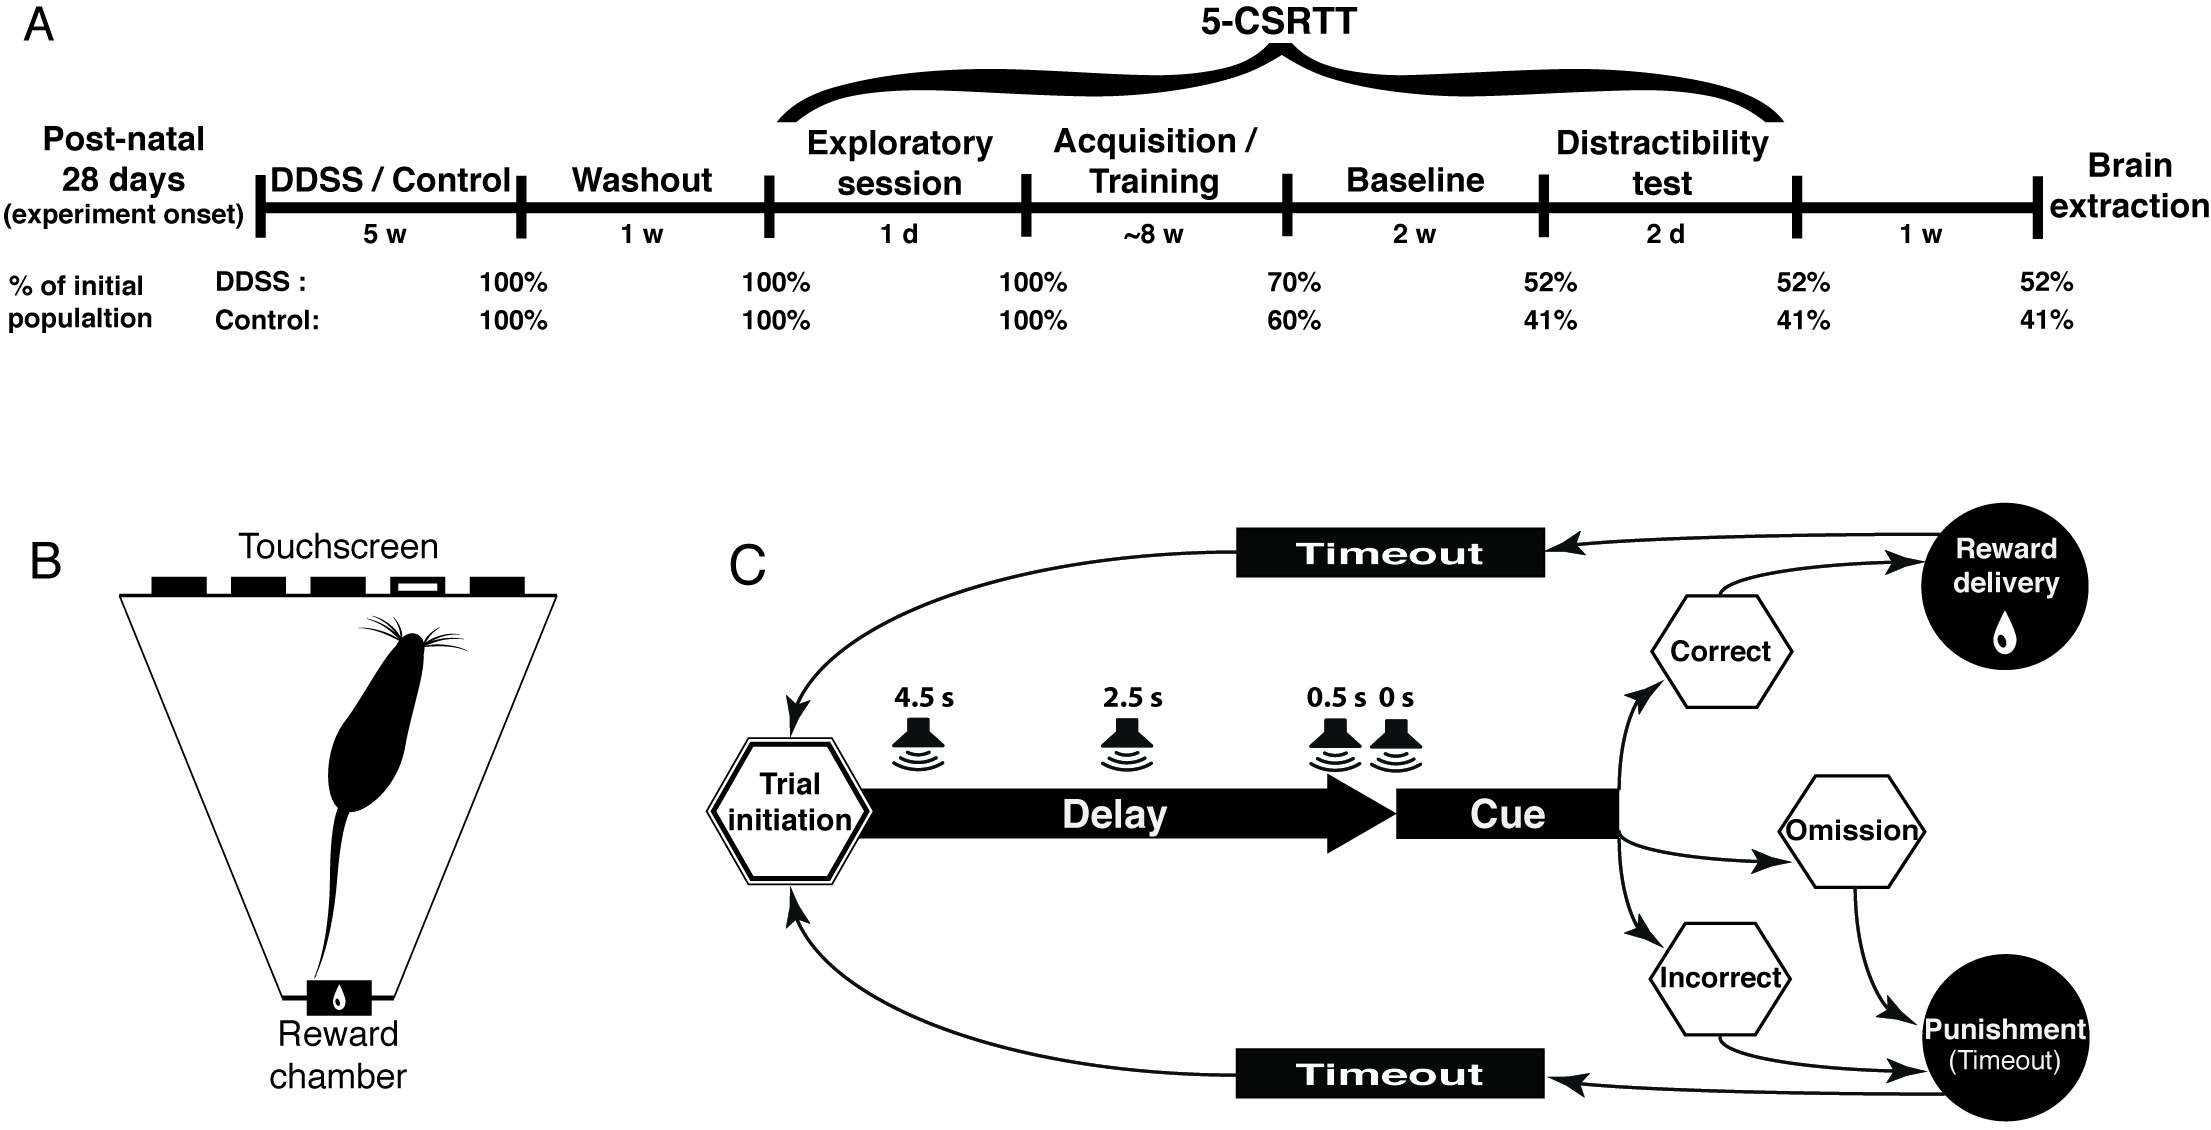 A
5-CSRTT
Post-natal
28 days
(experiment onset)
DDSS / Control
Washout
Exploratory
session
Acquisition /
Training
Baseline
Distractibility
test
Brain
extraction
5 w
1 w
1 d
~8 w
2 w
2 d
1 w
% of initial
populaltion
DDSS : 100% 100% 100% 70% 52% 52% 52%
Control: 100% 100% 100% 60% 41% 41% 41%
B
Touchscreen
Reward
chamber
C
Timeout
Reward
delivery
Correct
4.5 s 2.5 s 0.5 s 0 s
Trial
initiation
Delay
Cue
Omission
Incorrect
Punishment
(Timeout)
Timeout